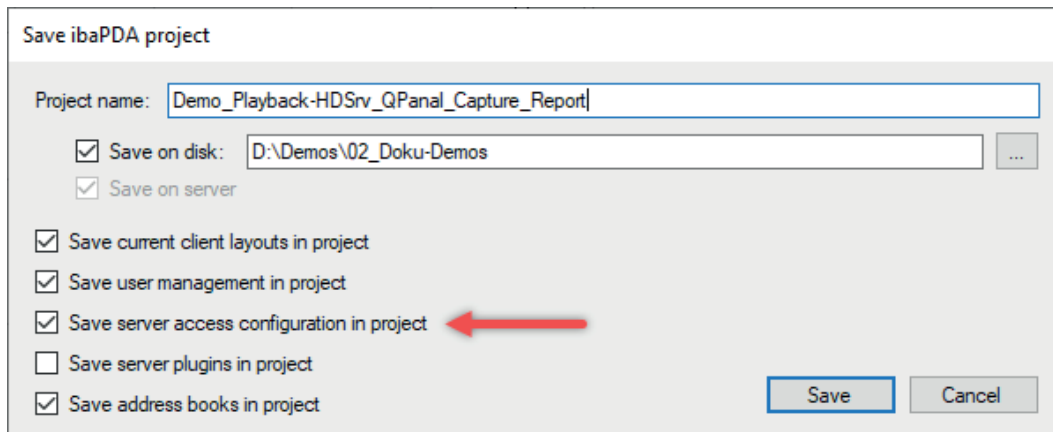 Save ibaPDA project
Project name: Demo_Playback-HDSrv_QPanal_Capture_Report
Save on disk: D:\Demos\02_Doku-Demos ...
Save on server
Save current client layouts in project
Save user management in project
Save server access configuration in project
Save server plugins in project
Save address books in project
Save Cancel